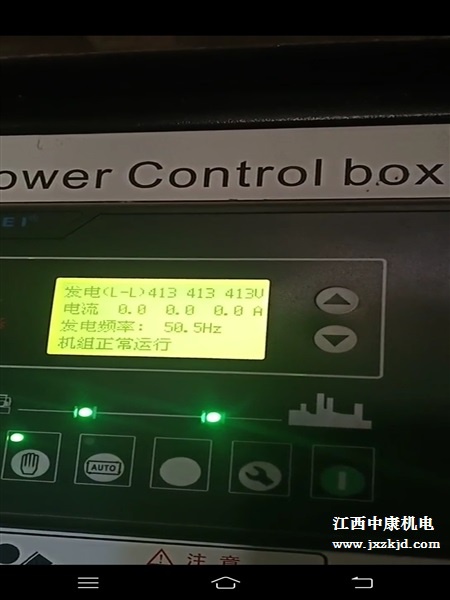 ower Control box
EI
发电(L-L)413 413 413V
电流 0.0 0.0 0.0 A
发电频率: 50.5Hz
机组正常运行
AUTO
注 意
江西中康机电
www.jxzkjd.com